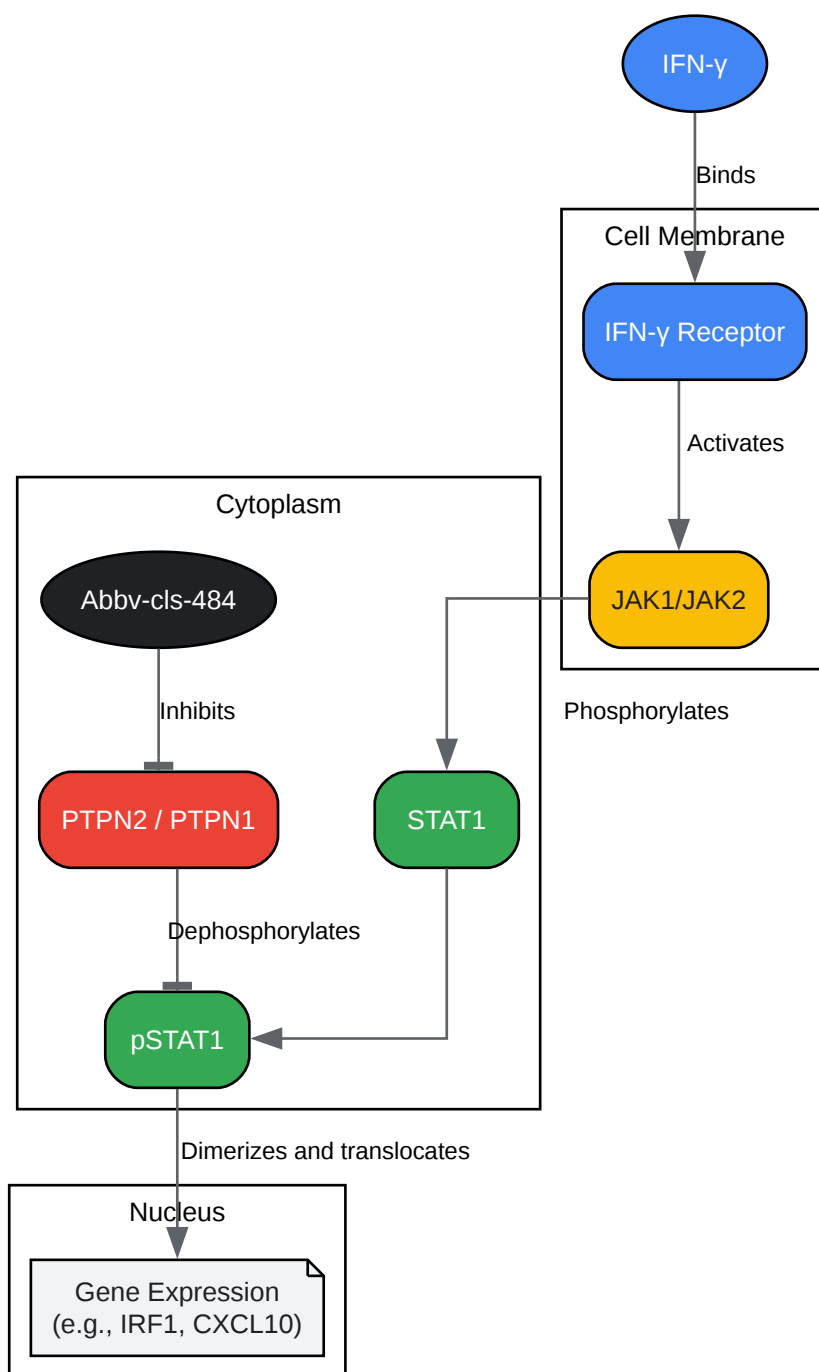 IFN-γ
Binds
Cell Membrane
IFN-γ Receptor
Activates
Cytoplasm
Abbv-cls-484
JAK1/JAK2
Inhibits
Phosphorylates
PTPN2 / PTPN1
STAT1
Dephosphorylates
pSTAT1
Dimerizes and translocates
Nucleus
Gene Expression
(e.g., IRF1, CXCL10)